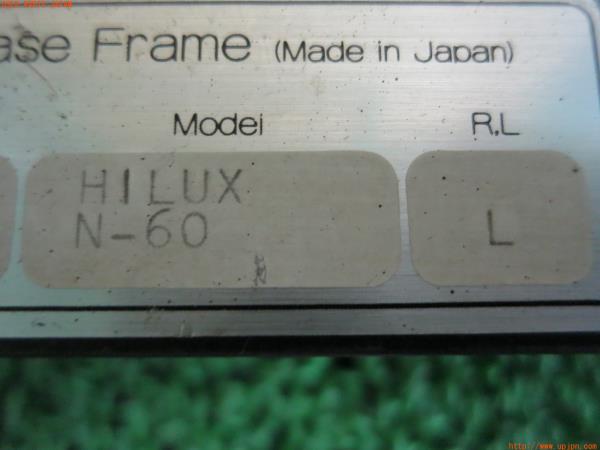 ase Frame (Made in Japan)
Model R.L
HILUX
N-60 L
http://www.upjpn.com